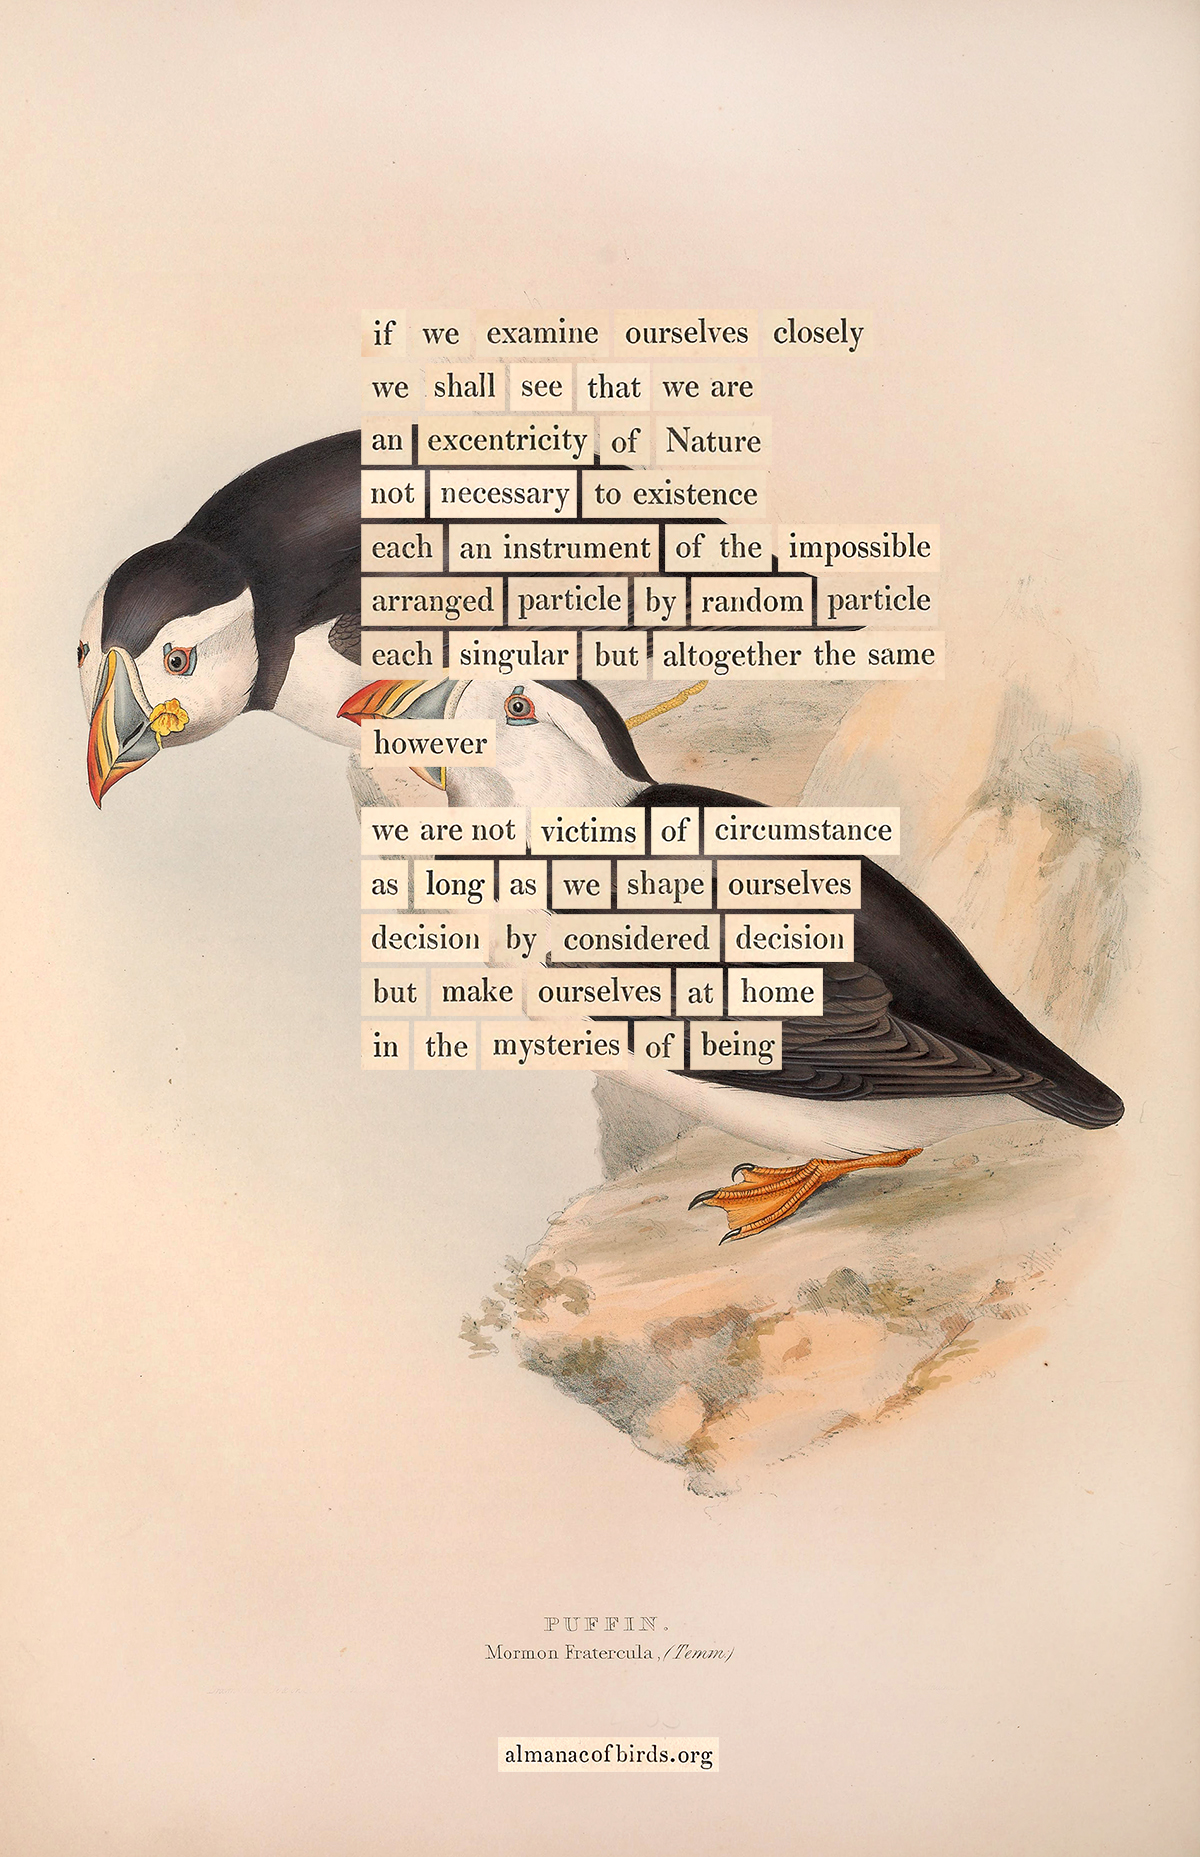 if we examine ourselves closely
we shall see that we are
an excentricity of Nature
not necessary to existence
each an instrument of the impossible
arranged particle by random particle
each singular but altogether the same
however
we are not victims of circumstance
as long as we shape ourselves
decision by considered decision
but make ourselves at home
in the mysteries of being
PUFFIN.
Mormon Fratercula, (Temm.)
almanacofbirds.org